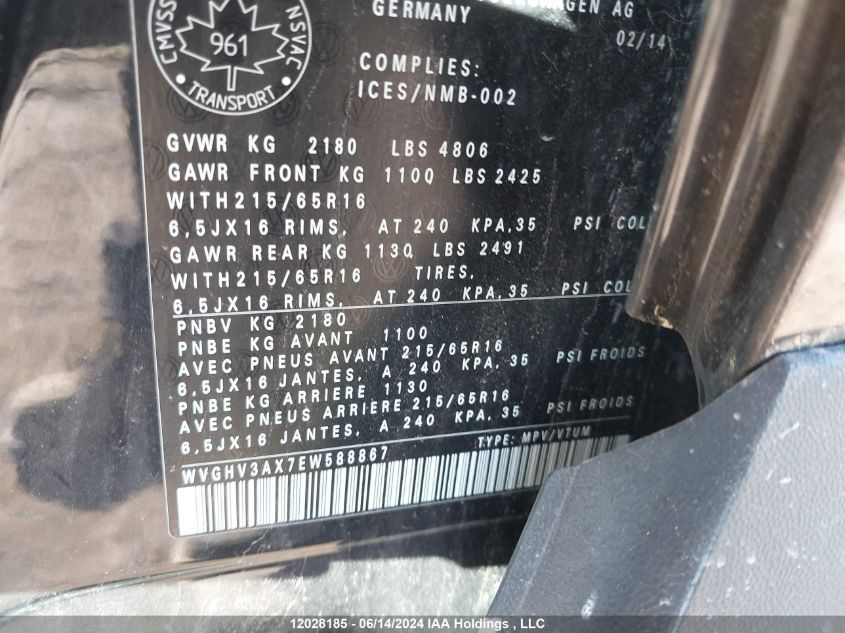 GERMANY
02/14
CMVSS
NSVAC
961
TRANSPORT
COMPLIES:
ICES/NMB-002
GVWR KG 2180 LBS 4806
GAWR FRONT KG 1100 LBS 2425
WITH215/65R16
6,5JX16 RIMS, AT 240 KPA,35 PSI COL
GAWR REAR KG 1130 LBS 2491
WITH215/65R16 TIRES,
6,5JX16 RIMS, AT 240 KPA,35 PSI COL
PNBV KG 2180
PNBE KG AVANT 1100
AVEC PNEUS AVANT 215/65R16
6,5JX16 JANTES, A 240 KPA,35 PSI FROIDS
PNBE KG ARRIERE 1130
AVEC PNEUS ARRIERE 215/65R16
6,5JX16 JANTES, A 240 KPA,35 PSI FROIDS
WVGHV3AX7EW588867 TYPE: MPV/VTUM
12028185 - 06/14/2024 IAA Holdings , LLC